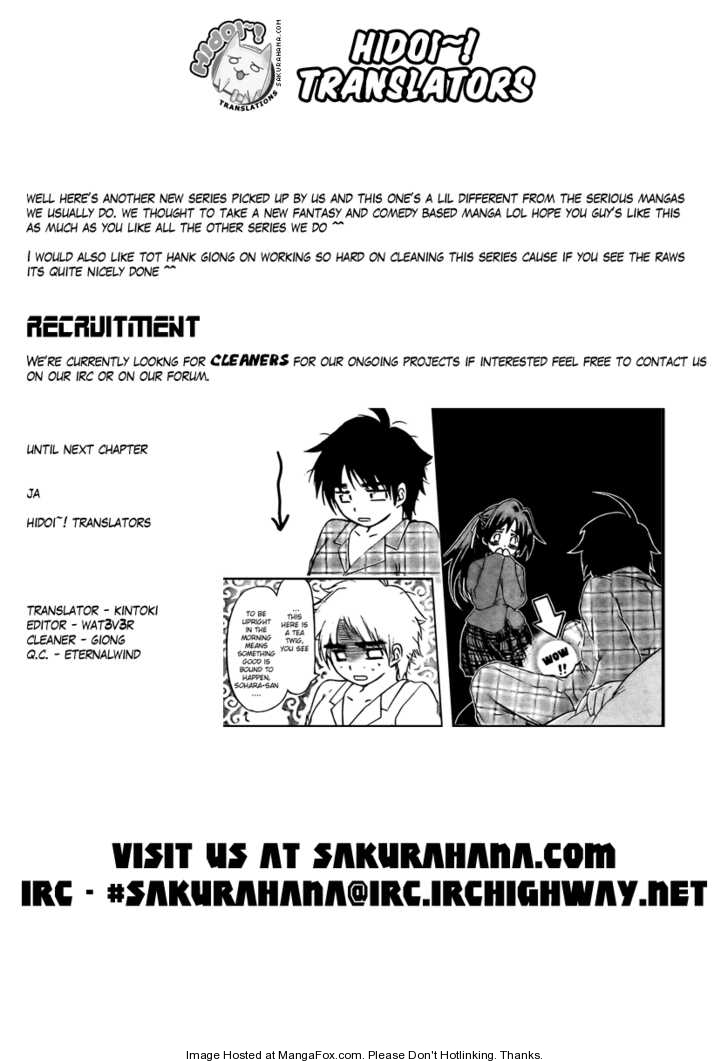 HIDOI~!
TRANSLATIONS
SAKURAHANA.COM
HIDOI~!
TRANSLATORS
WELL HERE'S ANOTHER NEW SERIES PICKED UP BY US AND THIS ONE'S A LIL DIFFERENT FROM THE SERIOUS MANGAS
WE USUALLY DO. WE THOUGHT TO TAKE A NEW FANTASY AND COMEDY BASED MANGA LOL HOPE YOU GUY'S LIKE THIS
AS MUCH AS YOU LIKE ALL THE OTHER SERIES WE DO ^^
I WOULD ALSO LIKE TOT HANK GIONG ON WORKING SO HARD ON CLEANING THIS SERIES CAUSE IF YOU SEE THE RAWS
ITS QUITE NICELY DONE ^^
RECRUITMENT
WE'RE CURRENTLY LOOKNG FOR CLEANERS FOR OUR ONGOING PROJECTS IF INTERESTED FEEL FREE TO CONTACT US
ON OUR IRC OR ON OUR FORUM.
UNTIL NEXT CHAPTER
JA
HIDOI~! TRANSLATORS
TRANSLATOR - KINTOKI
EDITOR - WAT3V3R
CLEANER - GIONG
Q.C. - ETERNALWIND
WOW
!!
...
THIS
HERE IS
A TEA
TWIG,
YOU SEE
TO BE
UPRIGHT
IN THE
MORNING
MEANS
SOMETHING
GOOD IS
BOUND TO
HAPPEN,
SOHARA-SAN
....
VISIT US AT SAKURAHANA.COM
IRC - #SAKURAHANA@IRC.IRCHIGHWAY.NET
Image Hosted at MangaFox.com. Please Don't Hotlinking. Thanks.